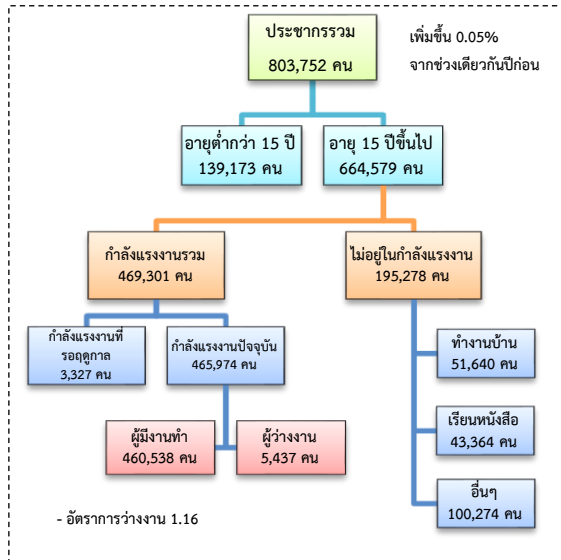 ประชากรรวม
803,752 คน
เพิ่มขึ้น 0.05%
จากช่วงเดียวกันปีก่อน
อายุต่ำกว่า 15 ปี
139,173 คน
อายุ 15 ปีขึ้นไป
664,579 คน
กำลังแรงงานรวม
469,301 คน
ไม่อยู่ในกำลังแรงงาน
195,278 คน
กำลังแรงงานที่
รอฤดูกาล
3,327 คน
กำลังแรงงานปัจจุบัน
465,974 คน
ทำงานบ้าน
51,640 คน
ผู้มีงานทำ
460,538 คน
ผู้ว่างงาน
5,437 คน
เรียนหนังสือ
43,364 คน
อื่นๆ
100,274 คน
- อัตราการว่างงาน 1.16